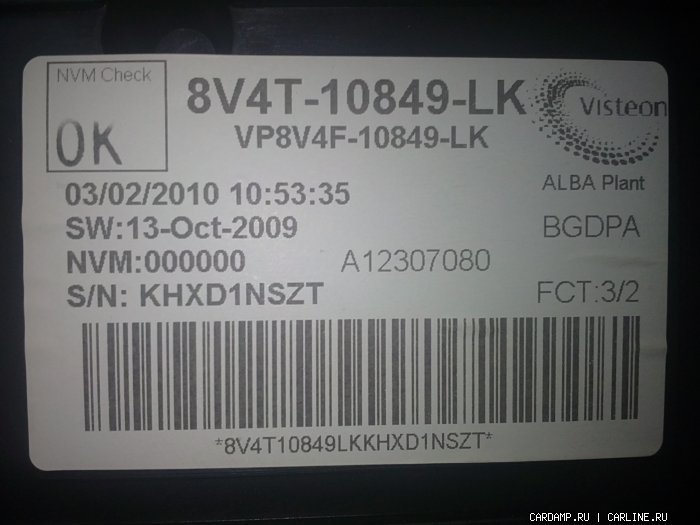 NVM Check
OK
8V4T-10849-LK
VP8V4F-10849-LK
Visteon
ALBA Plant
03/02/2010 10:53:35
SW:13-Oct-2009
BGDPA
NVM:000000
A12307080
S/N: KHXD1NSZT
FCT:3/2
*8V4T10849LKKHXD1NSZT*
CARDAMP.RU | CARLINE.RU